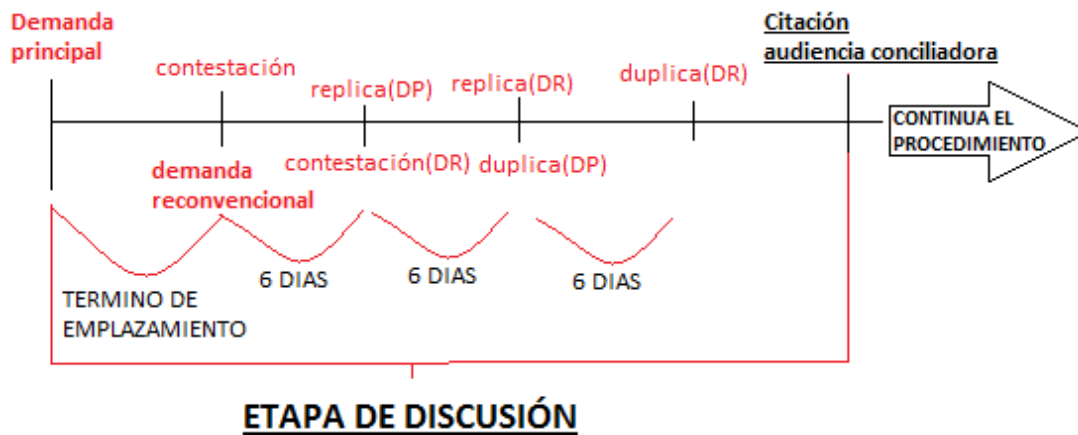 Demanda
principal
contestación
replica(DP)
replica(DR)
duplica(DR)
Citación
audiencia conciliadora
CONTINUA EL
PROCEDIMIENTO
demanda
reconvencional
contestación(DR)
duplica(DP)
TERMINO DE
EMPLAZAMIENTO
6 DIAS
6 DIAS
6 DIAS
ETAPA DE DISCUSIÓN